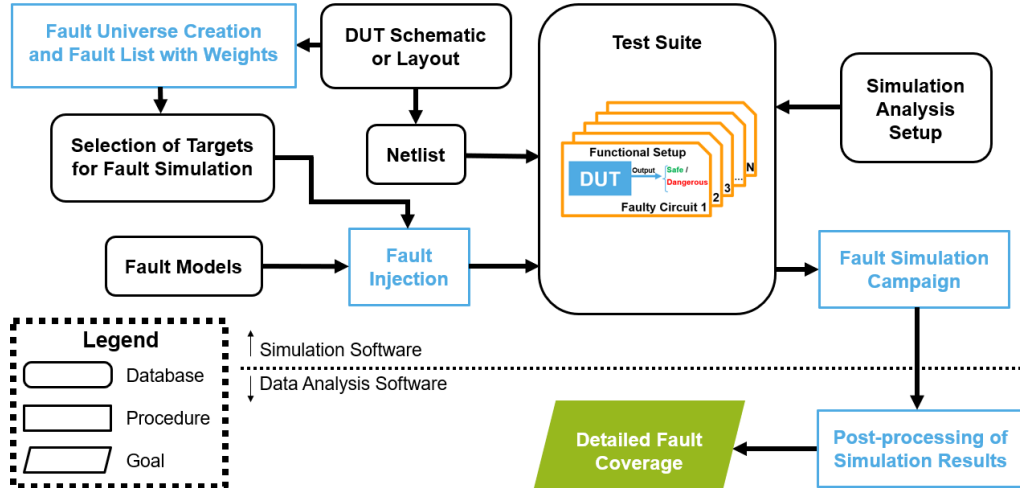 Fault Universe Creation
and Fault List with Weights
DUT Schematic
or Layout
Test Suite
Simulation
Analysis
Setup
Selection of Targets
for Fault Simulation
Netlist
Functional Setup
DUT
Output
Safe /
Dangerous
Faulty Circuit 1
2
3
...
N
Fault Models
Fault
Injection
Fault Simulation
Campaign
Legend
Database
Procedure
Goal
Simulation Software
Data Analysis Software
Detailed Fault
Coverage
Post-processing of
Simulation Results